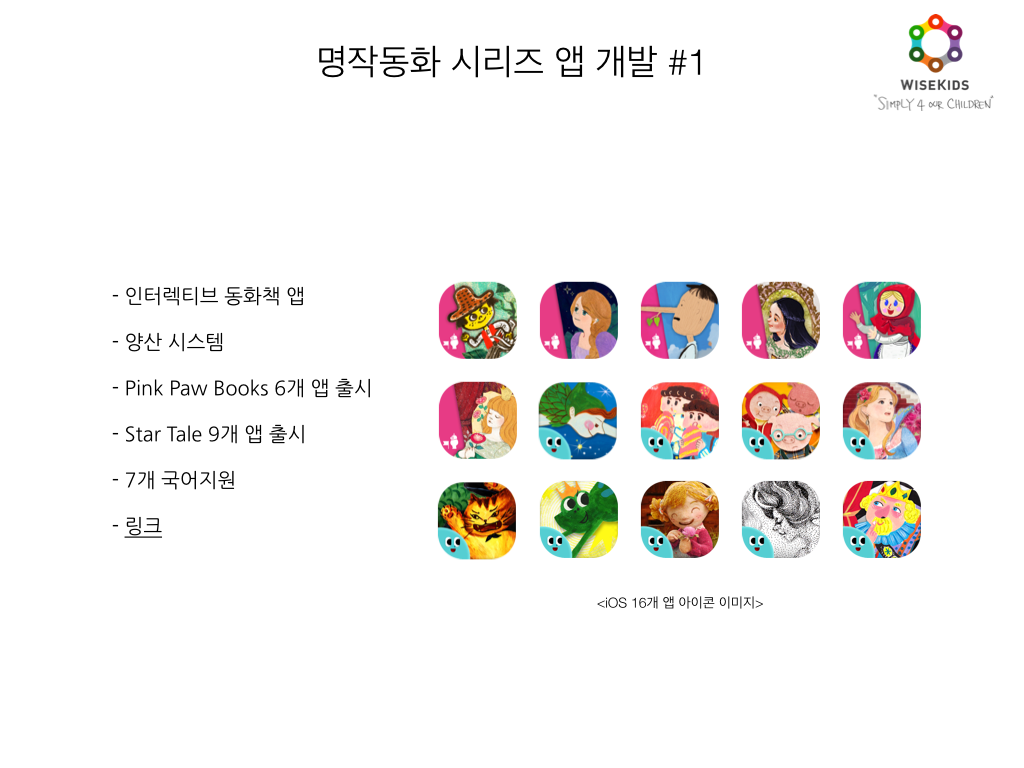 명작동화 시리즈 앱 개발 #1
WISEKIDS
"SIMPLY 4 OUR CHILDREN"
- 인터렉티브 동화책 앱
- 양산 시스템
- Pink Paw Books 6개 앱 출시
- Star Tale 9개 앱 출시
- 7개 국어지원
- 링크
<iOS 16개 앱 아이콘 이미지>